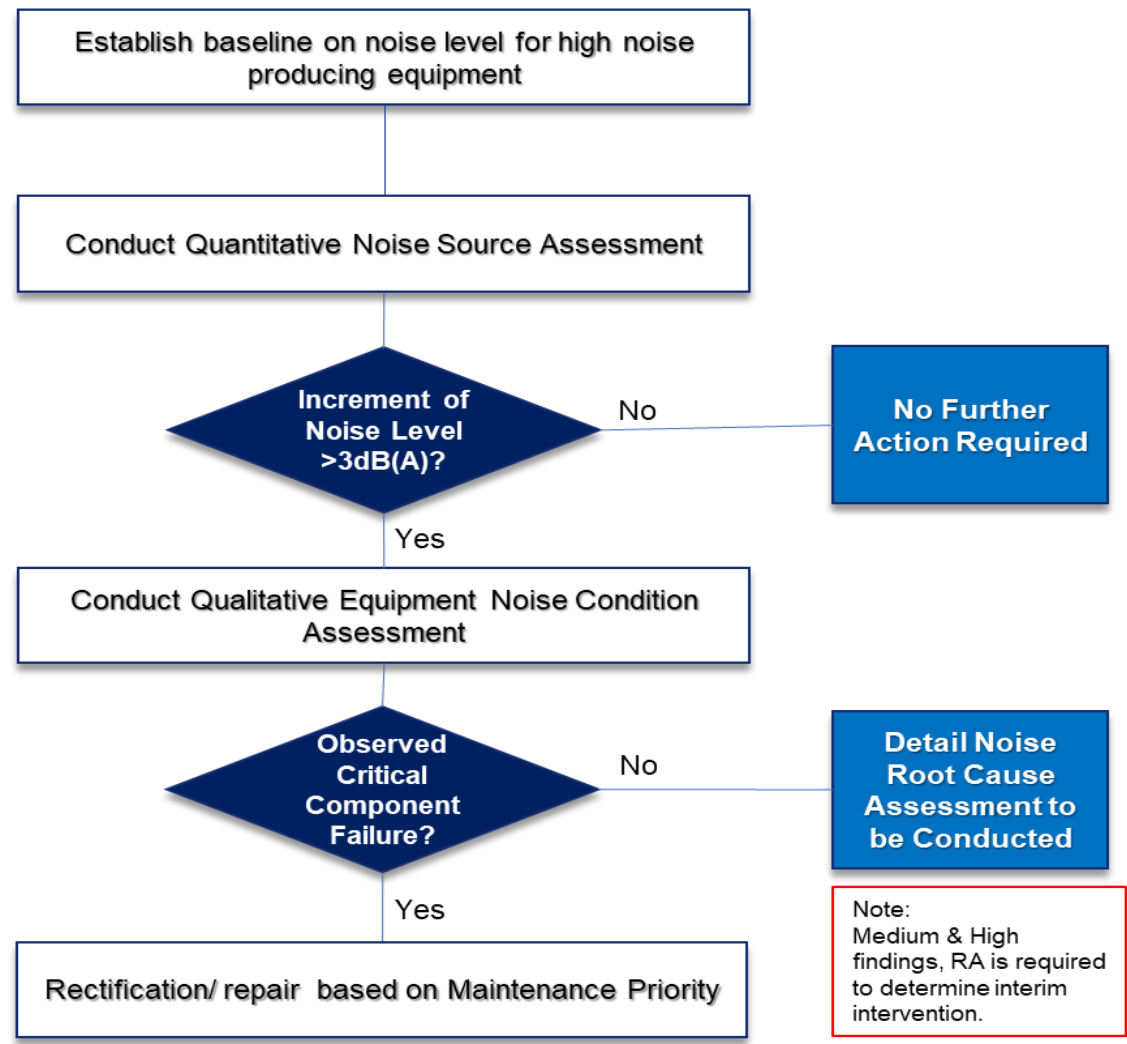 Establish baseline on noise level for high noise
producing equipment
Conduct Quantitative Noise Source Assessment
Increment of
Noise Level
>3dB(A)?
No
No Further
Action Required
Yes
Conduct Qualitative Equipment Noise Condition
Assessment
Observed
Critical
Component
Failure?
No
Detail Noise
Root Cause
Assessment to
be Conducted
Yes
Note:
Medium & High
findings, RA is required
to determine interim
intervention.
Rectification/ repair based on Maintenance Priority